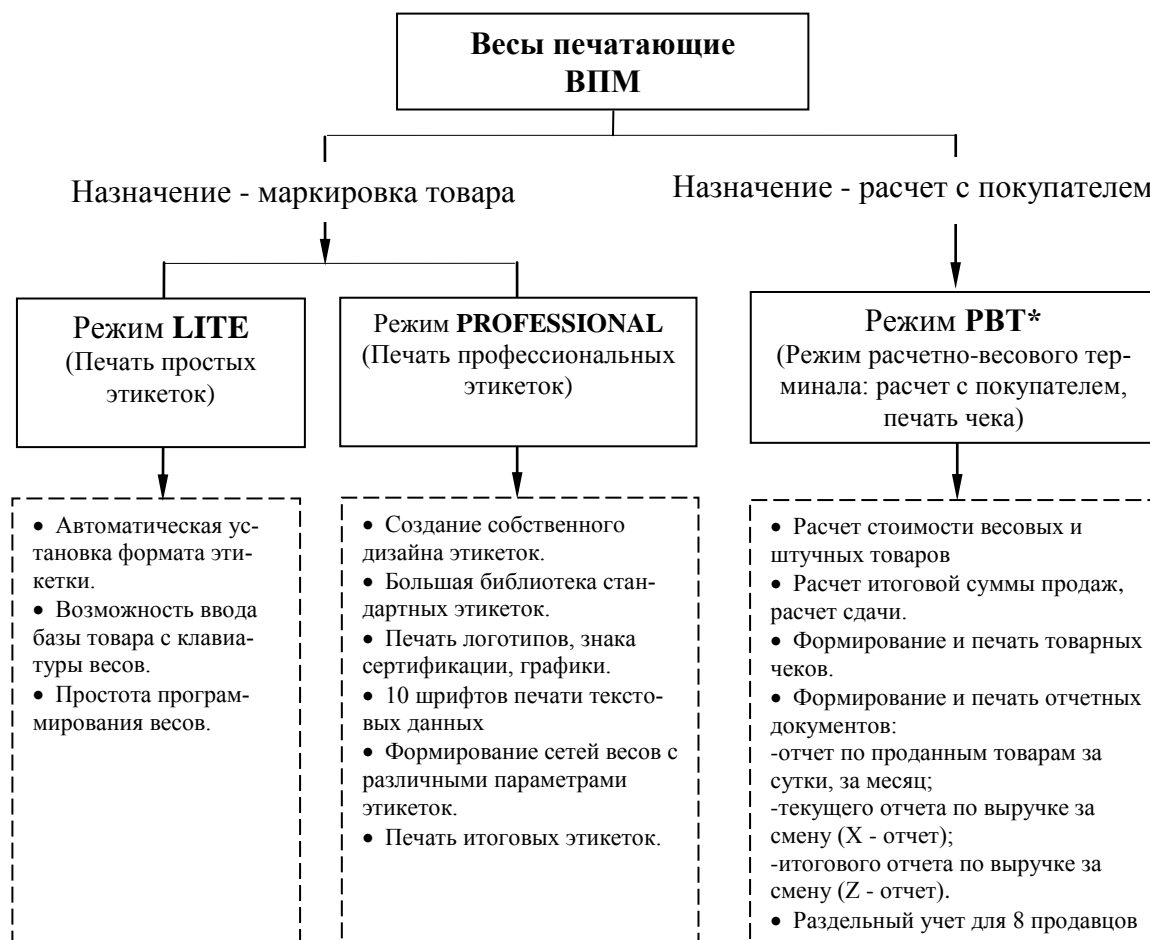 Весы печатающие
ВПМ
Назначение - маркировка товара
Назначение - расчет с покупателем
Режим LITE
(Печать простых
этикеток)
Режим PROFESSIONAL
(Печать профессиональных
этикеток)
Режим РВТ*
(Режим расчетно-весового тер-
минала: расчет с покупателем,
печать чека)
• Автоматическая ус-
тановка формата эти-
кетки.
• Возможность ввода
базы товара с клавиа-
туры весов.
• Простота програм-
мирования весов.
• Создание собственного
дизайна этикеток.
• Большая библиотека стан-
дартных этикеток.
• Печать логотипов, знака
сертификации, графики.
• 10 шрифтов печати тексто-
вых данных
• Формирование сетей весов с
различными параметрами
этикеток.
• Печать итоговых этикеток.
• Расчет стоимости весовых и
штучных товаров
• Расчет итоговой суммы продаж,
расчет сдачи.
• Формирование и печать товарных
чеков.
• Формирование и печать отчетных
документов:
-отчет по проданным товарам за
сутки, за месяц;
-текущего отчета по выручке за
смену (X - отчет);
-итогового отчета по выручке за
смену (Z - отчет).
• Раздельный учет для 8 продавцов